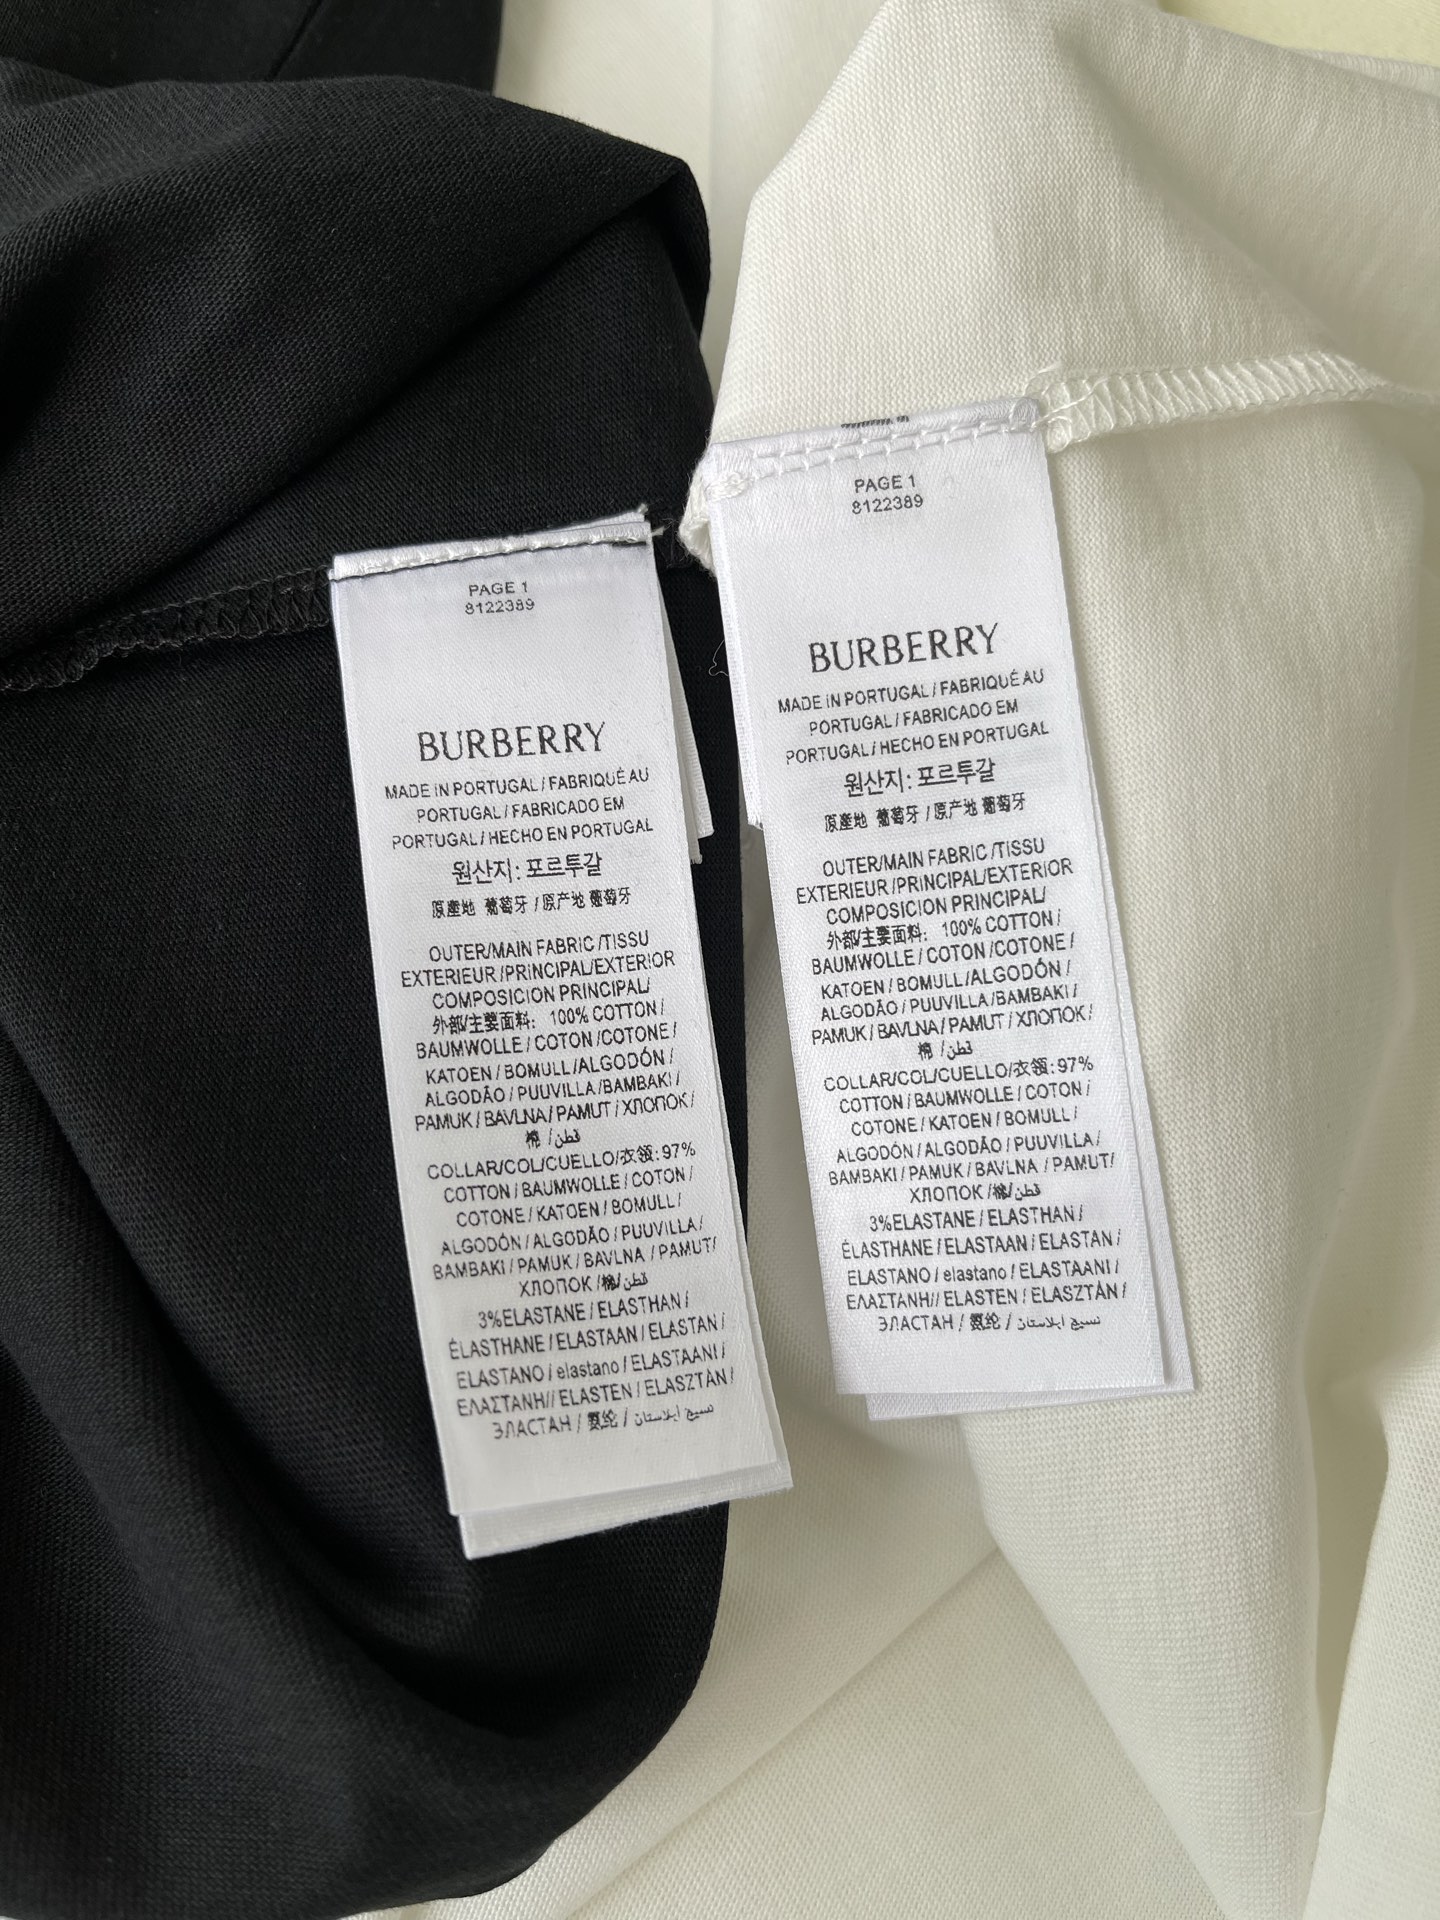 PAGE 1
8122389
BURBERRY
MADE IN PORTUGAL / FABRIQUÉ AU
PORTUGAL / FABRICADO EM
PORTUGAL / HECHO EN PORTUGAL
원산지: 포르투갈
原產地 葡萄牙 / 原产地 葡萄牙
OUTER/MAIN FABRIC /TISSU
EXTERIEUR /PRINCIPAL/EXTERIOR
COMPOSICION PRINCIPAL/
外部/主要面料: 100% COTTON /
BAUMWOLLE / COTON /COTONE /
KATOEN / BOMULL/ALGODÓN /
ALGODÃO / PUUVILLA /BAMBAKI /
PAMUK / BAVLNA/ PAMUT / ХЛОПОК /
棉 / قطن
COLLAR/COL/CUELLO/衣領: 97%
COTTON / BAUMWOLLE / COTON /
COTONE / KATOEN / BOMULL /
ALGODÓN / ALGODÃO / PUUVILLA /
BAMBAKI / PAMUK / BAVLNA / PAMUT/
ХЛОПОК /棉/ قطن
3%ELASTANE / ELASTHAN /
ÉLASTHANE / ELASTAAN / ELASTAN /
ELASTANO / elastano / ELASTAANI /
ΕΛΑΣΤΑΝΗ// ELASTEN / ELASZTÁN /
ЭЛАСТАН / 氨纶 / نسيج ايلاستان
PAGE 1
8122389
BURBERRY
MADE IN PORTUGAL / FABRIQUÉ AU
PORTUGAL / FABRICADO EM
PORTUGAL / HECHO EN PORTUGAL
원산지: 포르투갈
原產地 葡萄牙 / 原产地 葡萄牙
OUTER/MAIN FABRIC /TISSU
EXTERIEUR /PRINCIPAL/EXTERIOR
COMPOSICION PRINCIPAL/
外部/主要面料: 100% COTTON /
BAUMWOLLE / COTON /COTONE /
KATOEN / BOMULL/ALGODÓN /
ALGODÃO / PUUVILLA /BAMBAKI /
PAMUK / BAVLNA / PAMUT / ХЛОПОК /
棉 / قطن
COLLAR/COL/CUELLO/衣領: 97%
COTTON / BAUMWOLLE / COTON /
COTONE / KATOEN / BOMULL /
ALGODÓN / ALGODÃO / PUUVILLA /
BAMBAKI / PAMUK / BAVLNA / PAMUT/
ХЛОПОК /棉/ قطن
3%ELASTANE / ELASTHAN /
ÉLASTHANE / ELASTAAN / ELASTAN /
ELASTANO / elastano / ELASTAANI /
ΕΛΑΣΤΑΝΗ// ELASTEN / ELASZTÁN /
ЭЛАСТАН / 氨纶 / نسيج ايلاستان